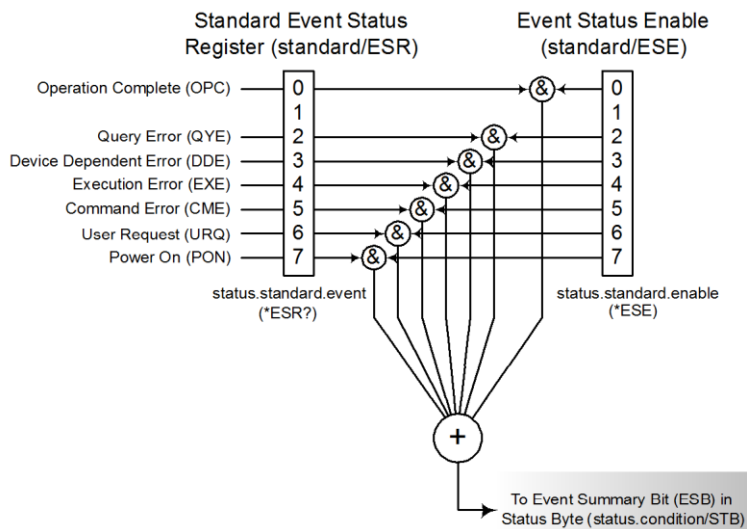 Standard Event Status
Register (standard/ESR)
Event Status Enable
(standard/ESE)
Operation Complete (OPC) 0 & 0
1 1
Query Error (QYE) 2 & 2
Device Dependent Error (DDE) 3 & 3
Execution Error (EXE) 4 & 4
Command Error (CME) 5 & 5
User Request (URQ) 6 & 6
Power On (PON) 7 & 7
status.standard.event
(*ESR?)
status.standard.enable
(*ESE)
+
To Event Summary Bit (ESB) in
Status Byte (status.condition/STB)